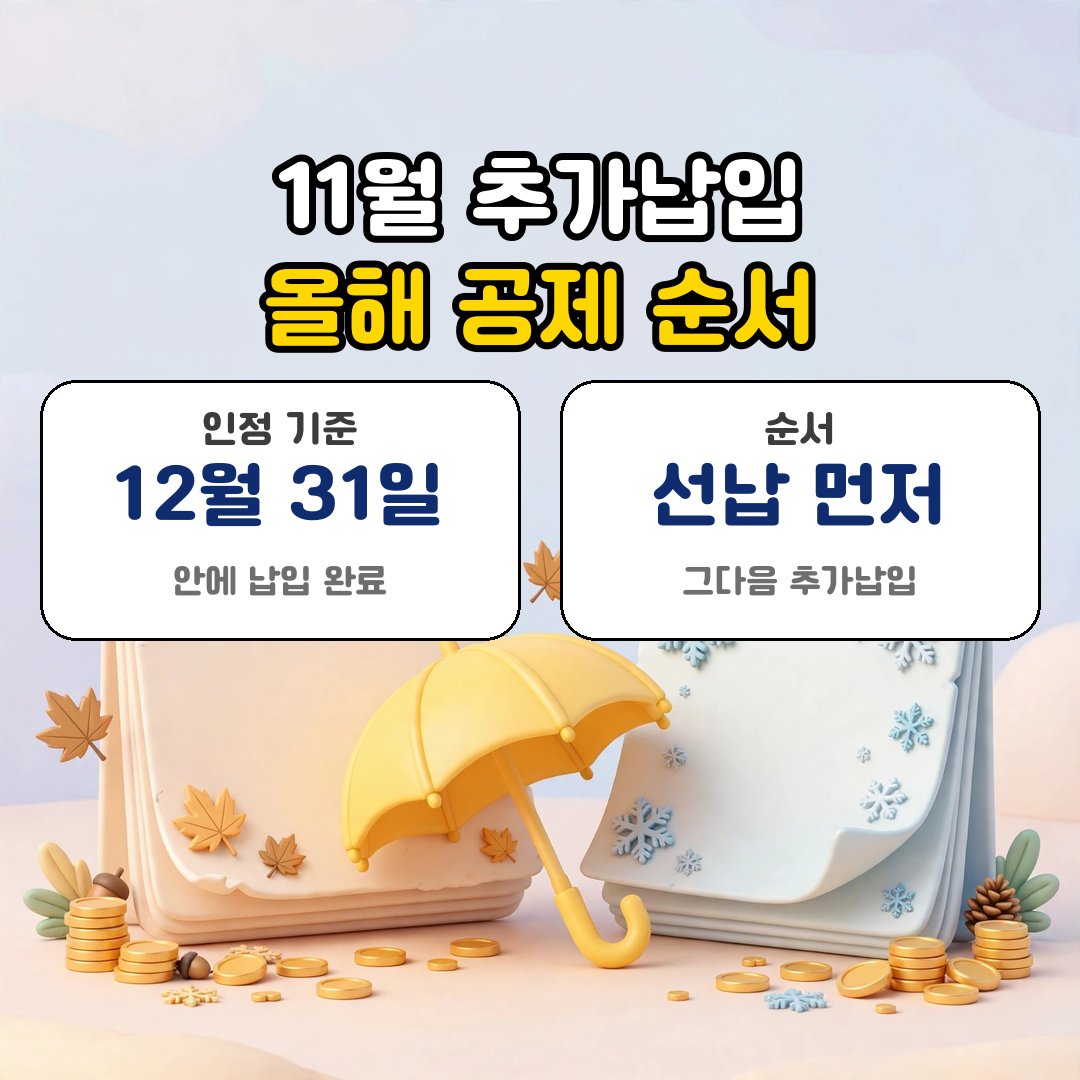 11월 추가납입
올해 공제 순서
인정 기준
12월 31일
안에 납입 완료
순서
선납 먼저
그다음 추가납입